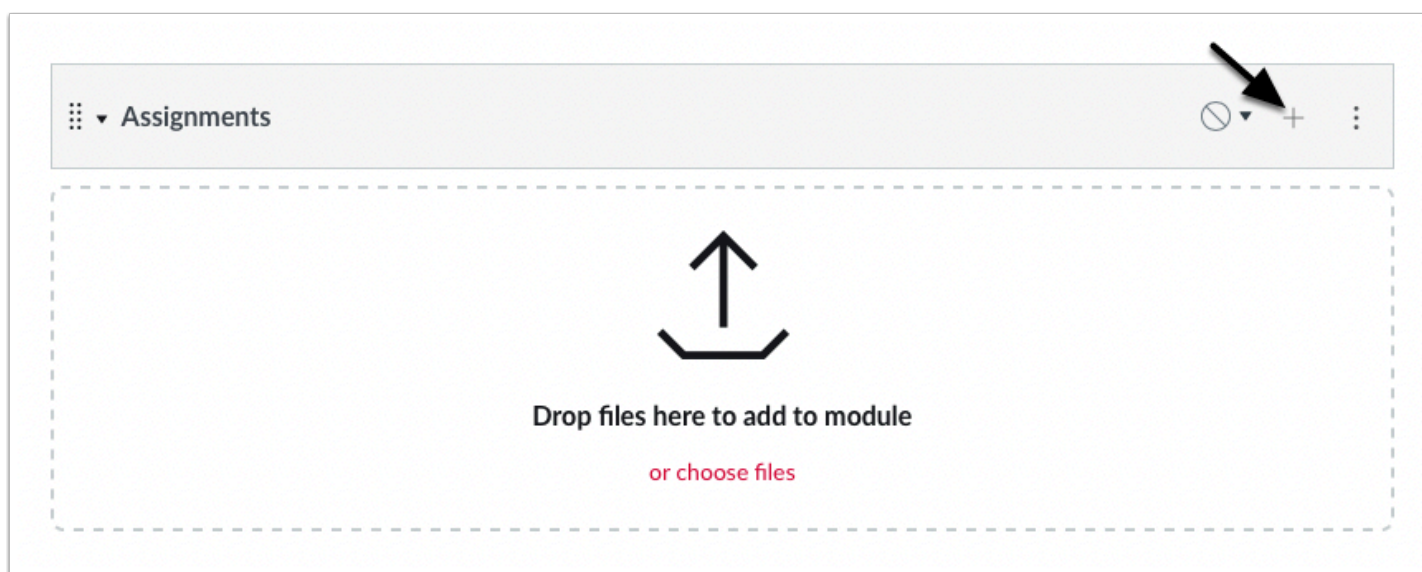 Assignments
Drop files here to add to module
or choose files